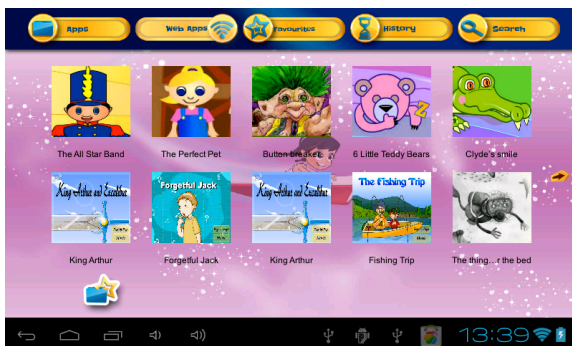 Apps
Web Apps
Favourites
History
Search
The All Star Band
The Perfect Pet
Button breaker
6 Little Teddy Bears
Clyde's smile
King Arthur and Excalibur
Forgetful Jack
King Arthur and Excalibur
The Fishing Trip
King Arthur
Forgetful Jack
King Arthur
Fishing Trip
The thing...r the bed
13:39